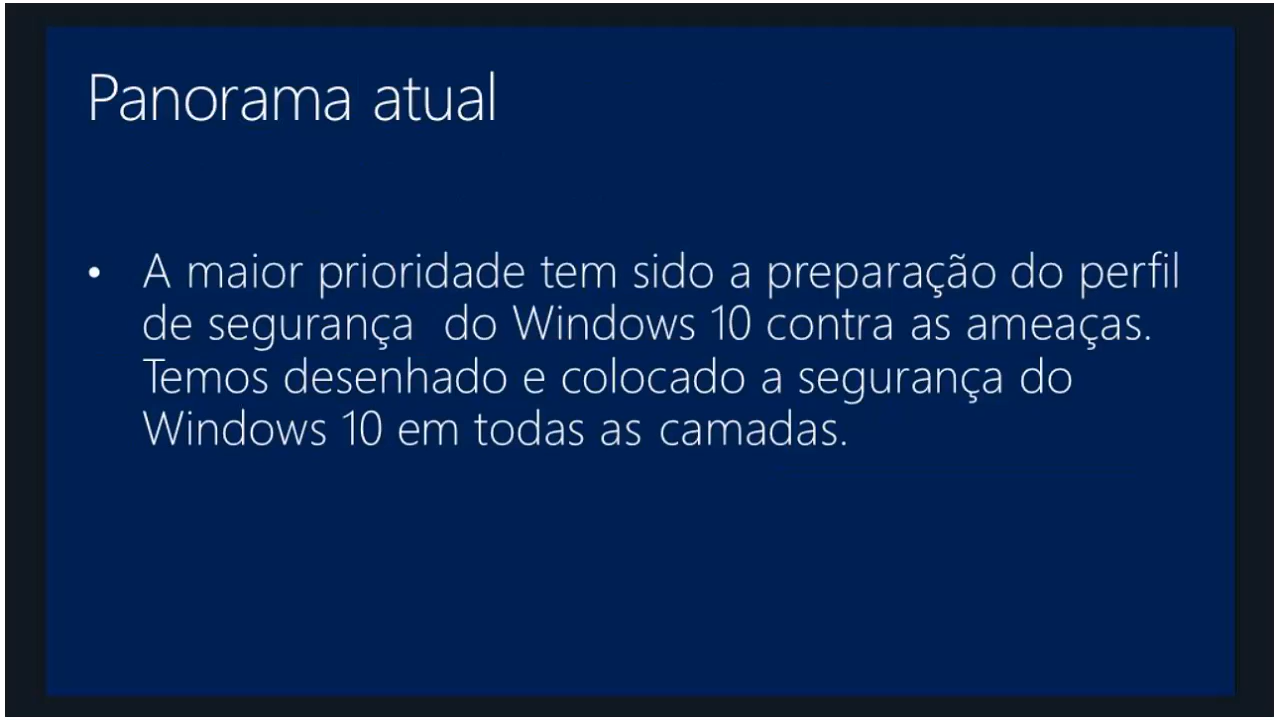 Panorama atual
• A maior prioridade tem sido a preparação do perfil
de segurança  do Windows 10 contra as ameaças.
Temos desenhado e colocado a segurança do
Windows 10 em todas as camadas.